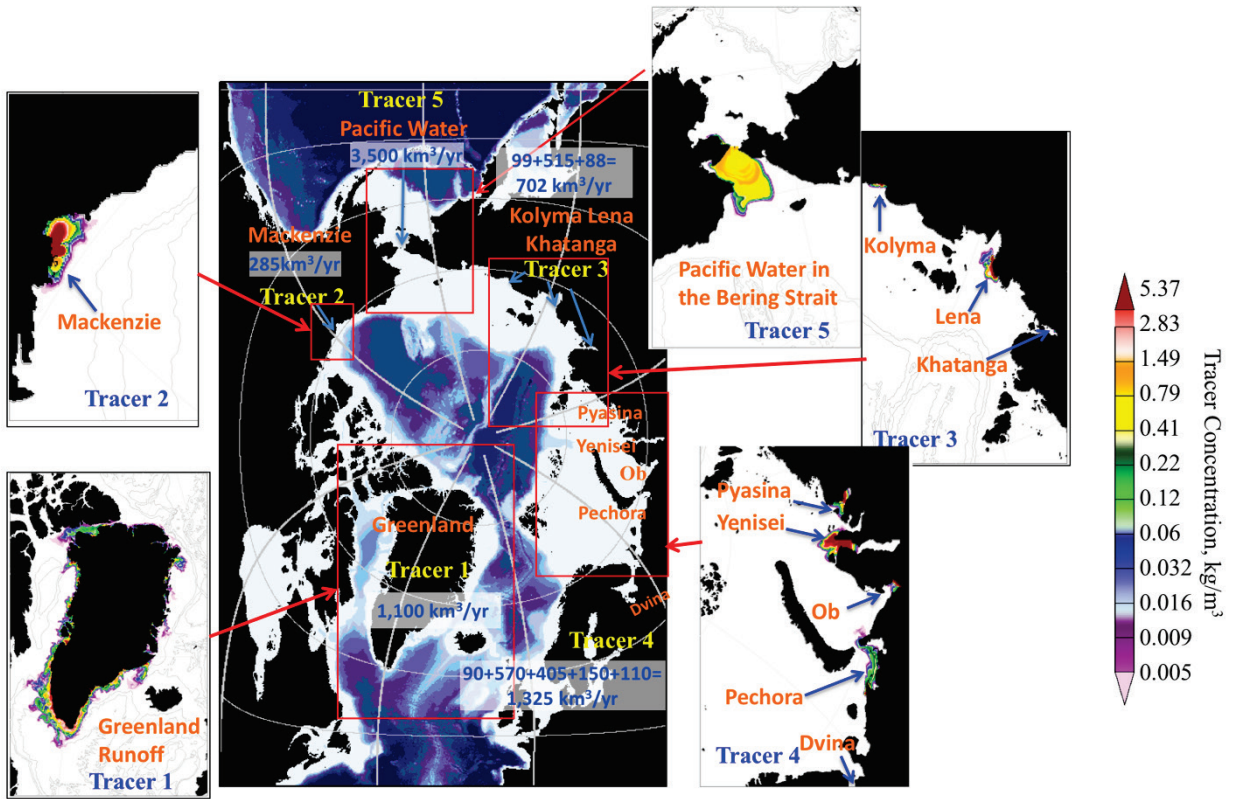 Mackenzie
Tracer 2
Greenland
Runoff
Tracer 1
Tracer 5
Pacific Water
3,500 km³/yr
99+515+88=
702 km³/yr
Kolyma Lena
Khatanga
Mackenzie
285km³/yr
Tracer 3
Tracer 2
Pyasina
Yenisei
Ob
Pechora
Greenland
Tracer 1
1,100 km³/yr
Dvina
Tracer 4
90+570+405+150+110=
1,325 km³/yr
Pacific Water in
the Bering Strait
Tracer 5
Kolyma
Lena
Khatanga
Tracer 3
Pyasina
Yenisei
Ob
Pechora
Dvina
Tracer 4
5.37
2.83
1.49
0.79
0.41
0.22
0.12
0.06
0.032
0.016
0.009
0.005
Tracer Concentration, kg/m³